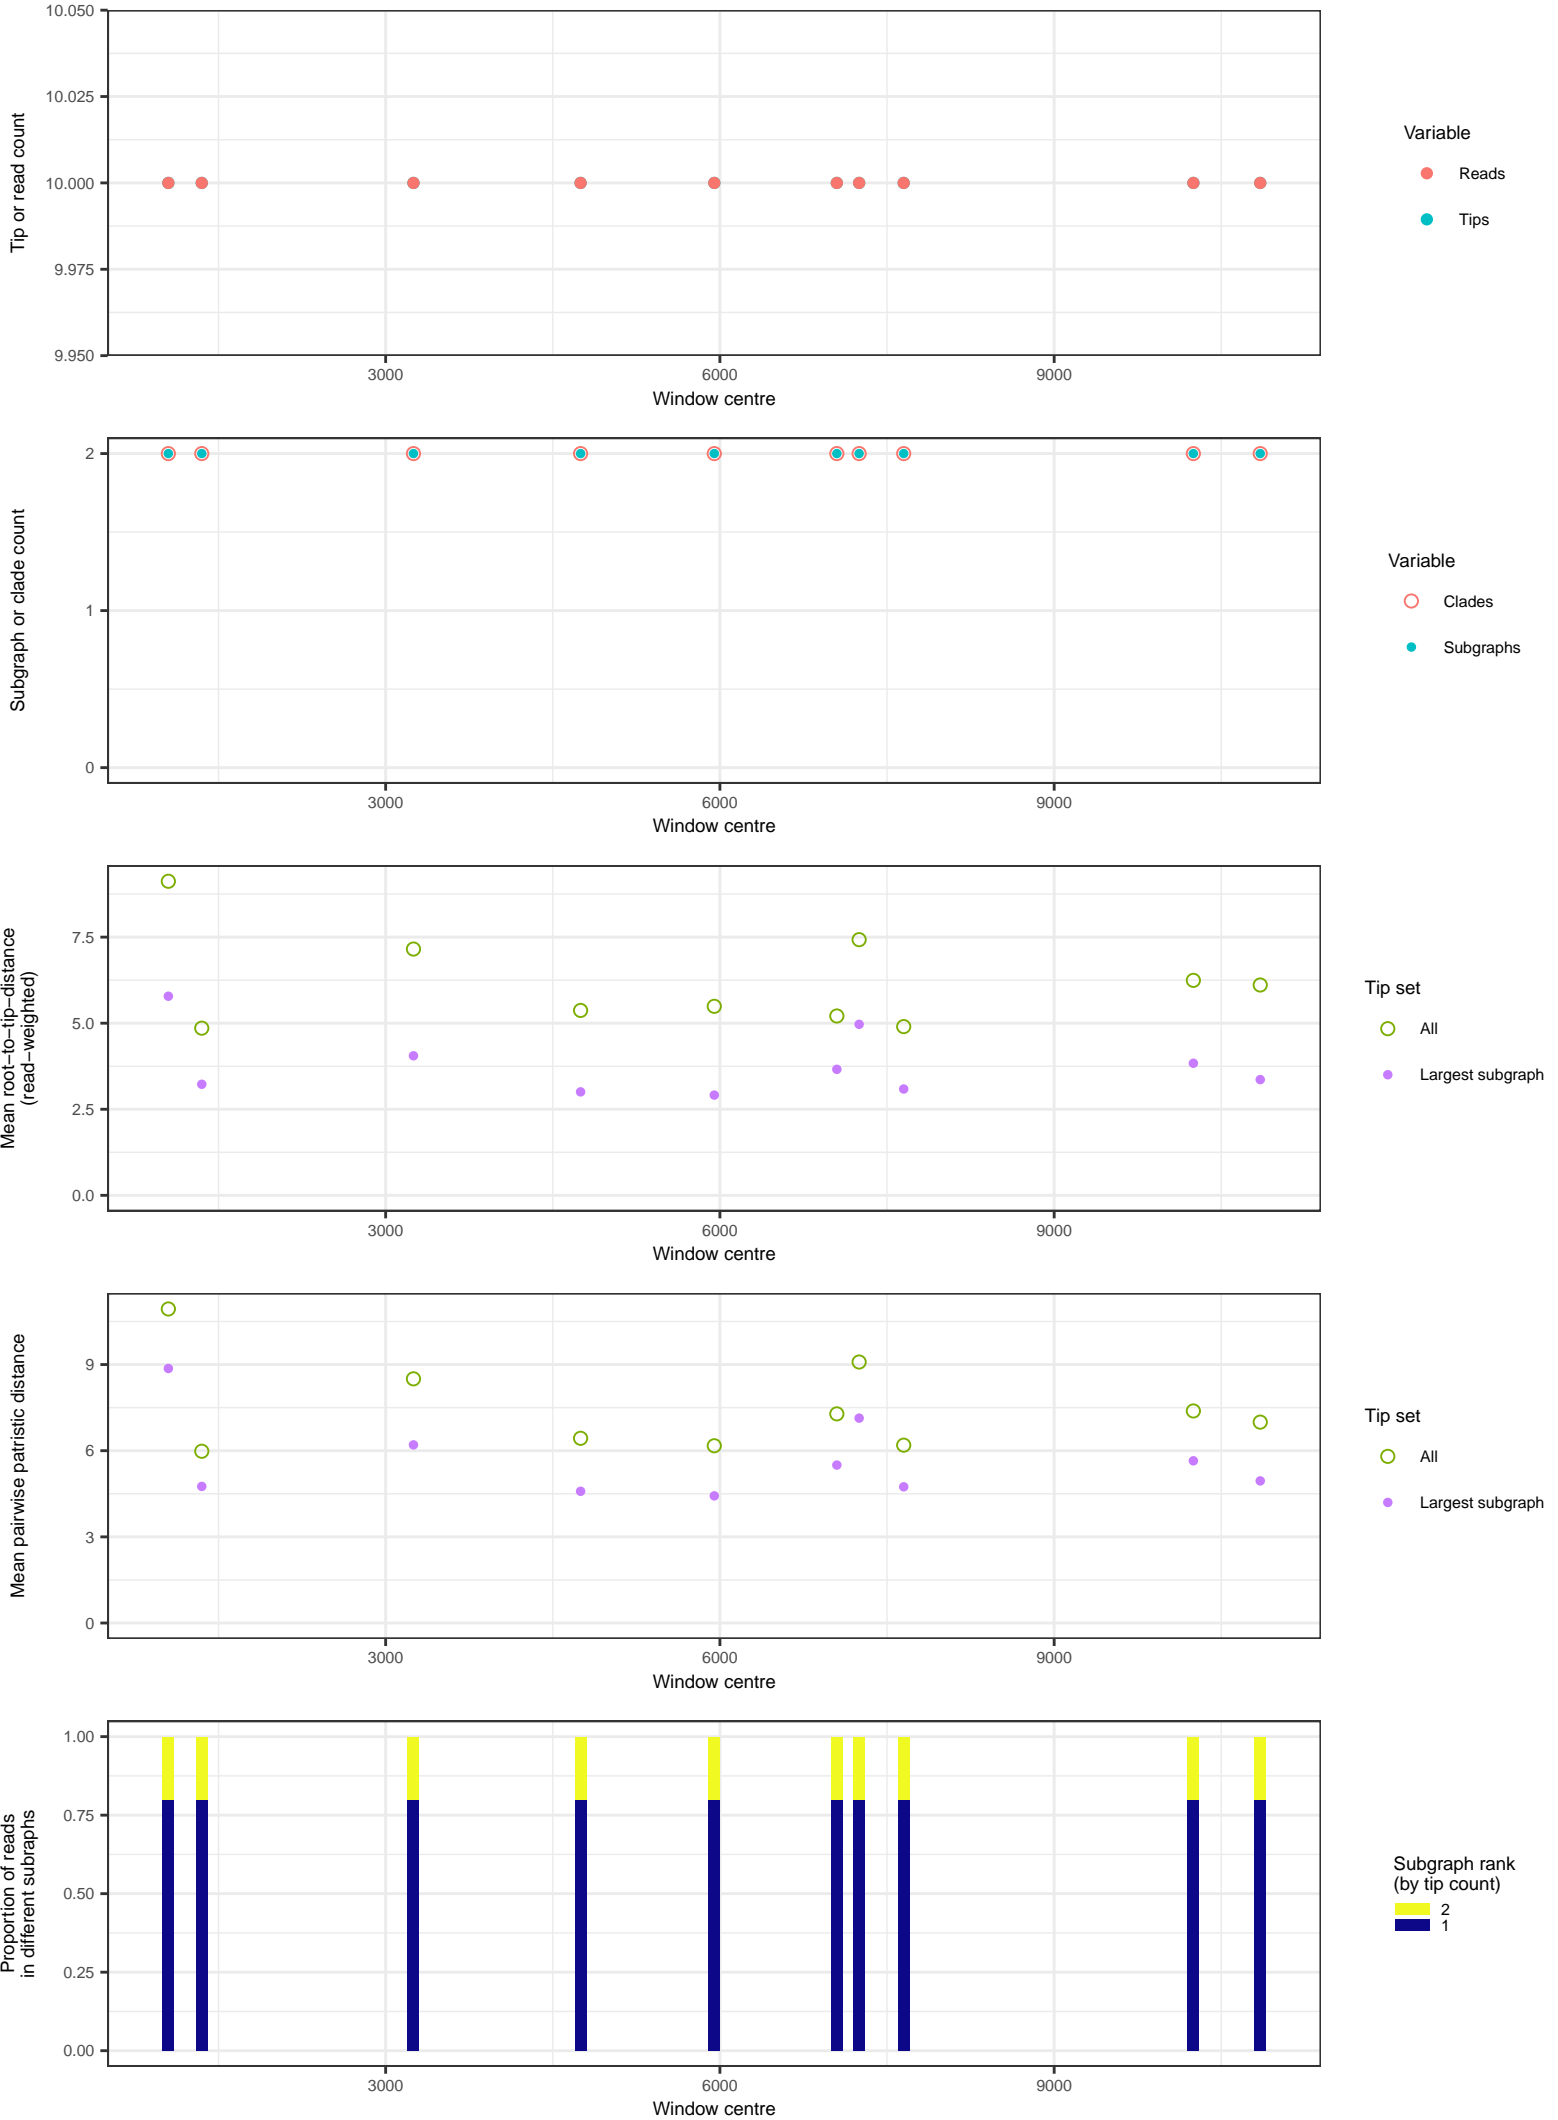 10.050
10.025
10.000
9.975
9.950
Tip or read count
3000 6000 9000
Window centre
Variable
Reads
Tips
2
1
0
Subgraph or clade count
3000 6000 9000
Window centre
Variable
Clades
Subgraphs
7.5
5.0
2.5
0.0
Mean root−to−tip−distance
(read−weighted)
3000 6000 9000
Window centre
Tip set
All
Largest subgraph
9
6
3
0
Mean pairwise patristic distance
3000 6000 9000
Window centre
Tip set
All
Largest subgraph
1.00
0.75
0.50
0.25
0.00
Proportion of reads
in different subraphs
3000 6000 9000
Window centre
Subgraph rank
(by tip count)
2
1